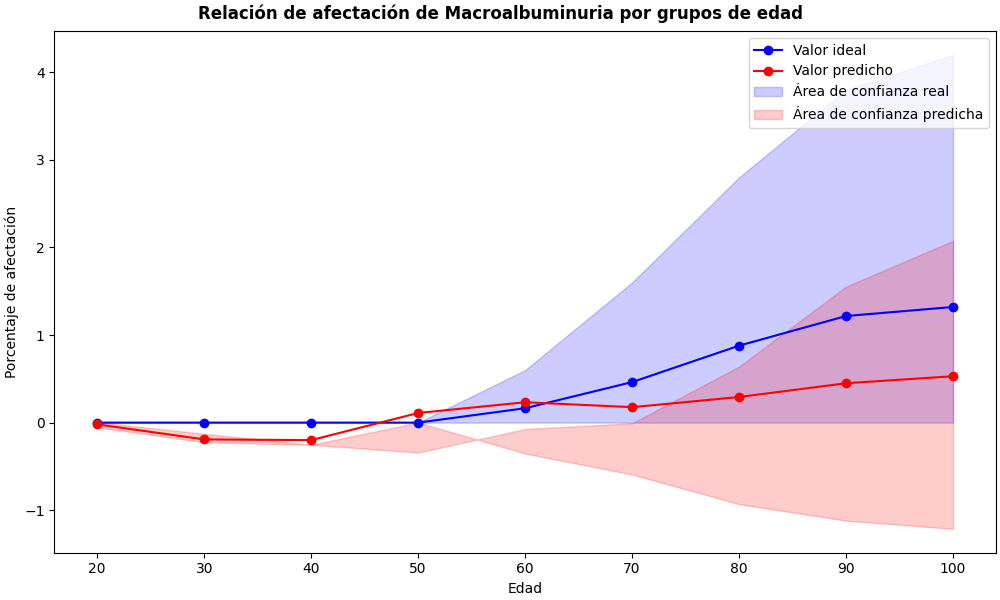 Relación de afectación de Macroalbuminuria por grupos de edad
Valor ideal
Valor predicho
Área de confianza real
Área de confianza predicha
Porcentaje de afectación
4
3
2
1
0
−1
20 30 40 50 60 70 80 90 100
Edad